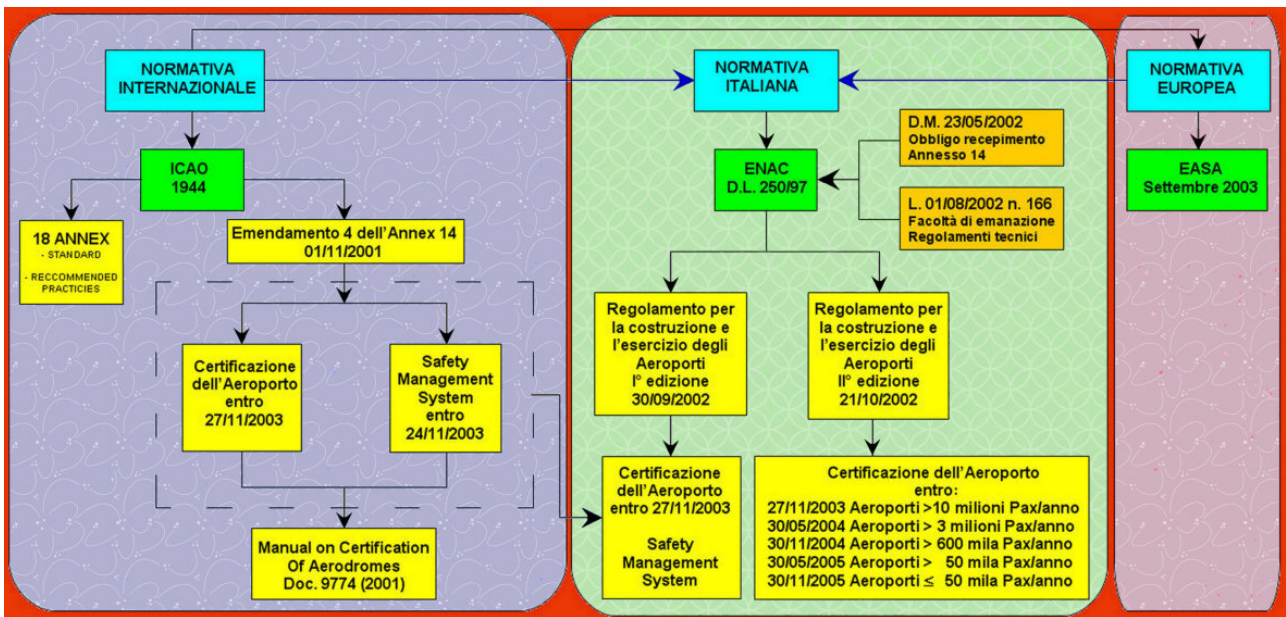 NORMATIVA
INTERNAZIONALE
ICAO
1944
18 ANNEX
- STANDARD
- RECCOMMENDED
PRACTICIES
Emendamento 4 dell'Annex 14
01/11/2001
Certificazione
dell'Aeroporto
entro
27/11/2003
Safety
Management
System
entro
24/11/2003
Manual on Certification
Of Aerodromes
Doc. 9774 (2001)
NORMATIVA
ITALIANA
ENAC
D.L. 250/97
D.M. 23/05/2002
Obbligo recepimento
Annesso 14
L. 01/08/2002 n. 166
Facoltà di emanazione
Regolamenti tecnici
Regolamento per
la costruzione e
l'esercizio degli
Aeroporti
I° edizione
30/09/2002
Regolamento per
la costruzione e
l'esercizio degli
Aeroporti
II° edizione
21/10/2002
Certificazione
dell'Aeroporto
entro 27/11/2003
Safety
Management
System
Certificazione dell'Aeroporto
entro:
27/11/2003 Aeroporti >10 milioni Pax/anno
30/05/2004 Aeroporti > 3 milioni Pax/anno
30/11/2004 Aeroporti > 600 mila Pax/anno
30/05/2005 Aeroporti > 50 mila Pax/anno
30/11/2005 Aeroporti ≤ 50 mila Pax/anno
NORMATIVA
EUROPEA
EASA
Settembre 2003